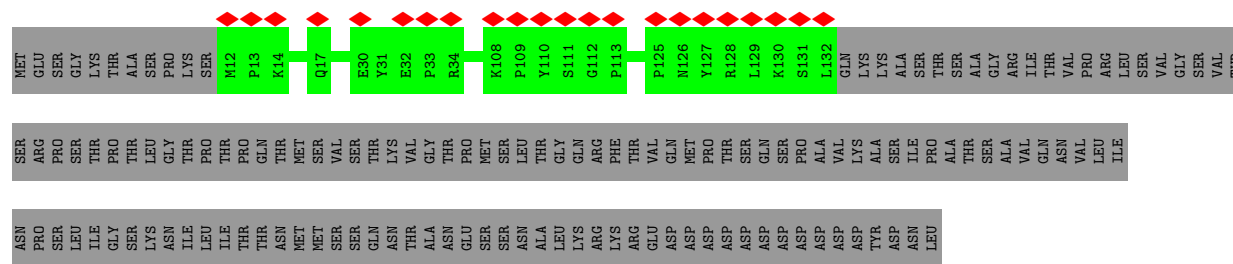 MET GLU SER GLY LYS THR ALA SER PRO LYS SER M12 P13 K14 Q17 E30 Y31 E32 P33 R34 K108 P109 Y110 S111 G112 P113 P125 N126 Y127 R128 L129 K130 S131 L132 GLN LYS LYS ALA SER THR SER ALA GLY ARG ILE THR VAL PRO ARG LEU SER VAL GLY SER VAL
SER ARG PRO SER THR PRO THR LEU GLY THR PRO THR PRO GLN THR MET SER VAL SER THR LYS VAL GLY THR PRO MET SER LEU THR GLY GLN ARG PHE THR VAL GLN MET PRO THR SER GLN SER PRO ALA VAL LYS ALA SER ILE PRO ALA THR SER ALA VAL GLN ASN VAL LEU ILE
ASN PRO SER LEU ILE GLY SER LYS ASN ILE LEU ILE THR THR ASN MET MET SER SER GLN ASN THR ALA ASN GLU SER SER ASN ALA LEU LYS ARG LYS ARG GLU ASP ASP ASP ASP ASP ASP ASP ASP ASP ASP ASP ASP ASP TYR ASP ASN LEU